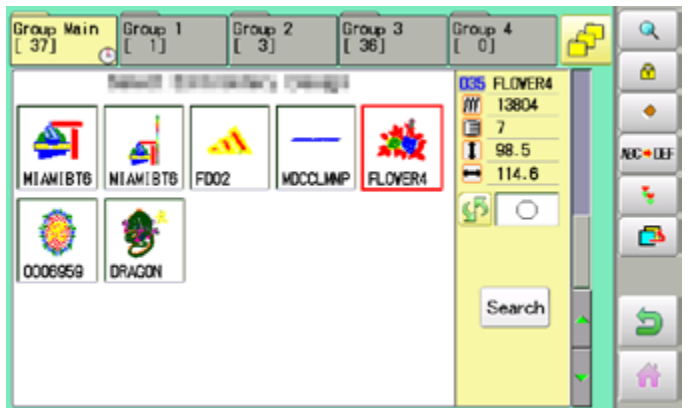 Group Main
[ 37]
Group 1
[ 1]
Group 2
[ 3]
Group 3
[ 36]
Group 4
[ 0]
035 FLOWER4
13804
7
98.5
114.6
MIAMIBT6
MIAMIBT6
FD02
MDCCLMNP
FLOWER4
0006959
DRAGON
Search
ABC DEF